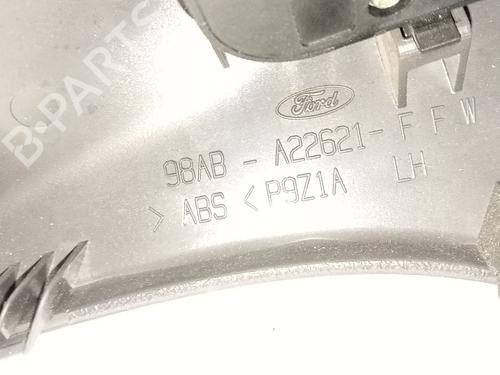 B-PARTS
Ford
98AB - A22621 - F F W
> ABS < P9Z1A LH